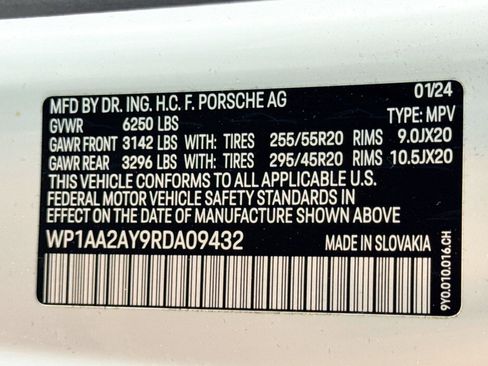 MFD BY DR. ING. H.C. F. PORSCHE AG 01/24
GVWR 6250 LBS TYPE: MPV
GAWR FRONT 3142 LBS WITH: TIRES 255/55R20 RIMS 9.0JX20
GAWR REAR 3296 LBS WITH: TIRES 295/45R20 RIMS 10.5JX20
THIS VEHICLE CONFORMS TO ALL APPLICABLE U.S.
FEDERAL MOTOR VEHICLE SAFETY STANDARDS IN
EFFECT ON THE DATE OF MANUFACTURE SHOWN ABOVE
WP1AA2AY9RDA09432 MADE IN SLOVAKIA
9Y0.010.016.CH